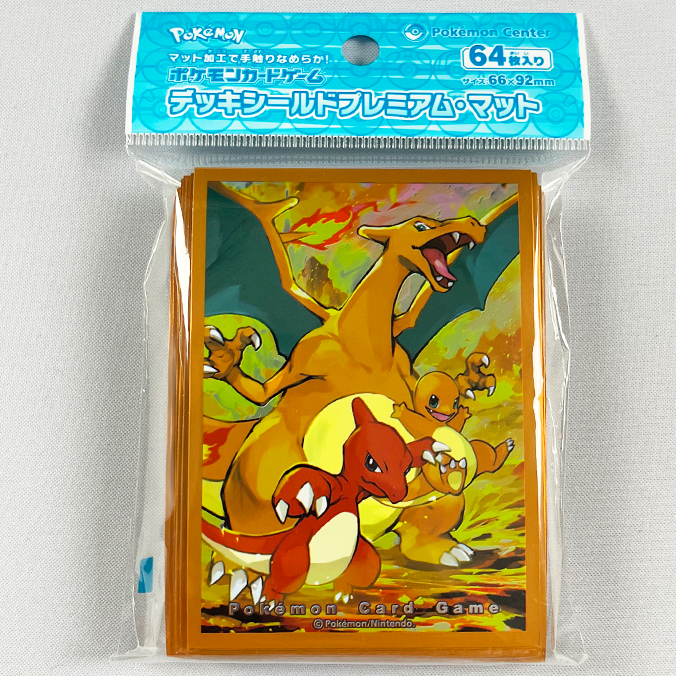 Pokémon
Pokémon Center
マット加工で手触りなめらか!
64枚入り
ポケモンカードゲーム
サイズ:66×92mm
デッキシールドプレミアム・マット
Pokémon Card Game
©Pokémon/Nintendo.